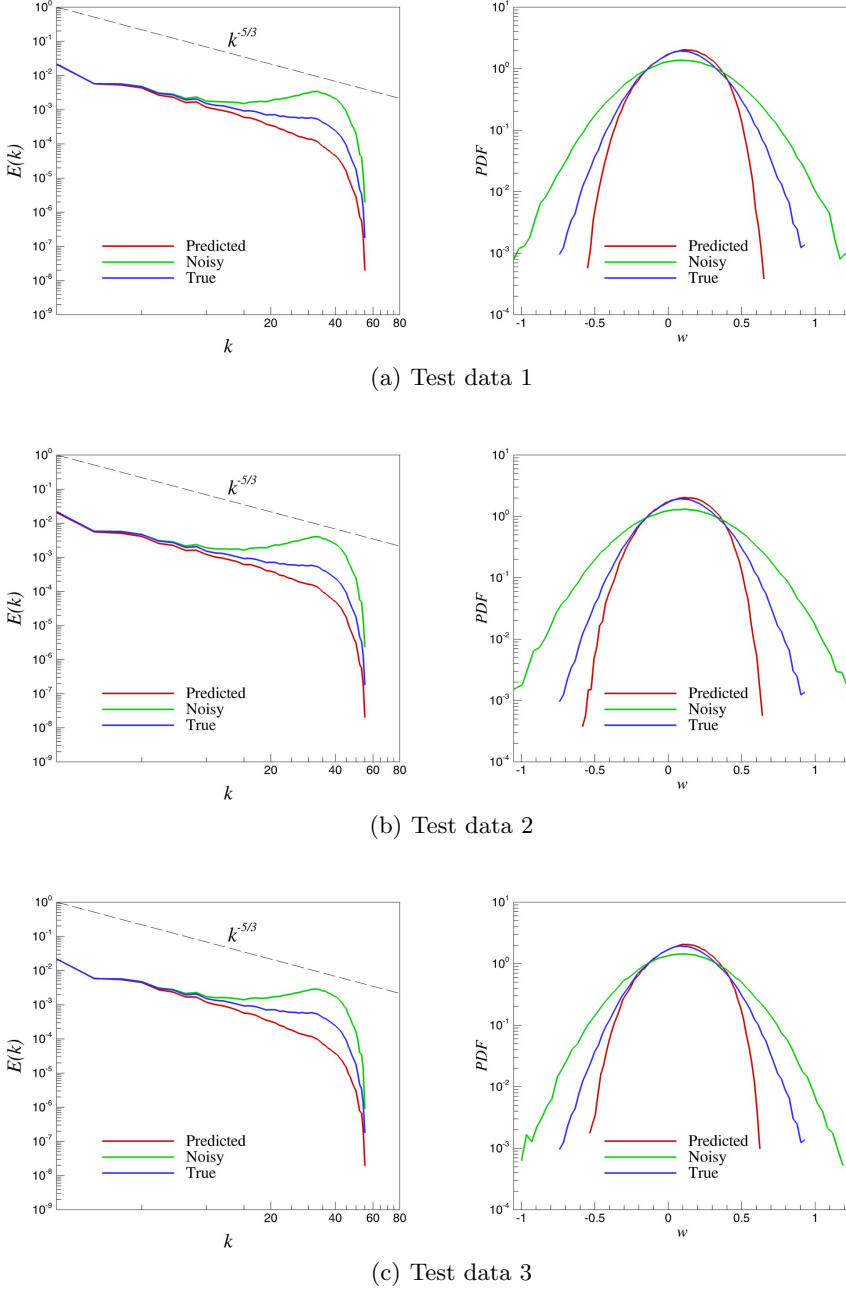 10^0
10^-1
10^-2
10^-3
10^-4
10^-5
10^-6
10^-7
10^-8
10^-9
E(k)
k^-5/3
Predicted
Noisy
True
20 40 60 80
k
10^1
10^0
10^-1
10^-2
10^-3
10^-4
PDF
Predicted
Noisy
True
-1 -0.5 0 0.5 1
w
(a) Test data 1
10^0
10^-1
10^-2
10^-3
10^-4
10^-5
10^-6
10^-7
10^-8
10^-9
E(k)
k^-5/3
Predicted
Noisy
True
20 40 60 80
k
10^1
10^0
10^-1
10^-2
10^-3
10^-4
PDF
Predicted
Noisy
True
-1 -0.5 0 0.5 1
w
(b) Test data 2
10^0
10^-1
10^-2
10^-3
10^-4
10^-5
10^-6
10^-7
10^-8
10^-9
E(k)
k^-5/3
Predicted
Noisy
True
20 40 60 80
k
10^1
10^0
10^-1
10^-2
10^-3
10^-4
PDF
Predicted
Noisy
True
-1 -0.5 0 0.5 1
w
(c) Test data 3